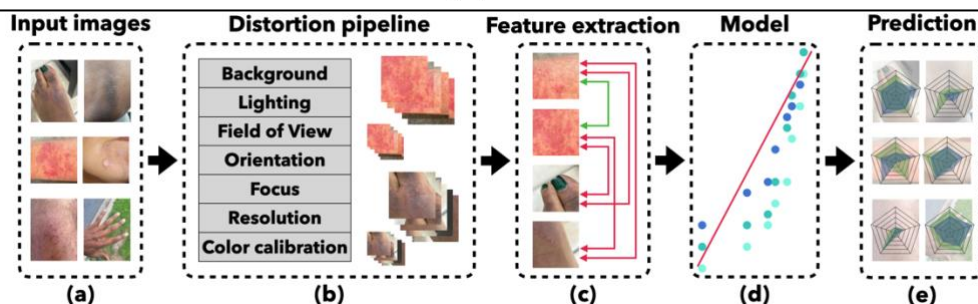 Input images
Distortion pipeline
Feature extraction
Model
Prediction
Background
Lighting
Field of View
Orientation
Focus
Resolution
Color calibration
(a)
(b)
(c)
(d)
(e)